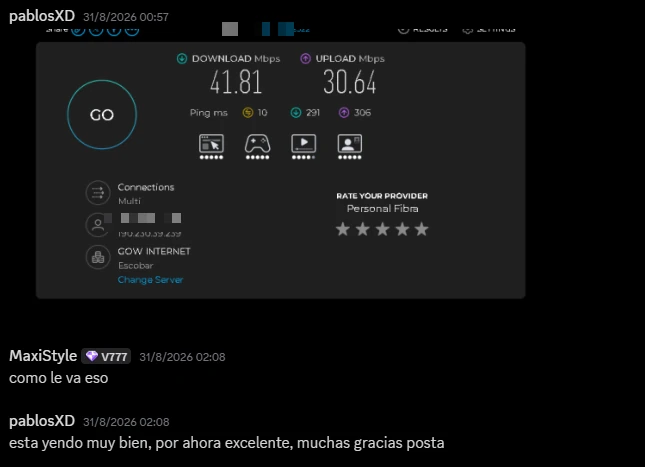 pablosXD 31/8/2026 00:57
Share RESULTS SETTINGS
DOWNLOAD Mbps UPLOAD Mbps
41.81 30.64
Ping ms 10 291 306
GO
Connections
Multi
RATE YOUR PROVIDER
Personal Fibra
190.230.39.239
GOW INTERNET
Escobar
Change Server
MaxiStyle V777 31/8/2026 02:08
como le va eso
pablosXD 31/8/2026 02:08
esta yendo muy bien, por ahora excelente, muchas gracias posta